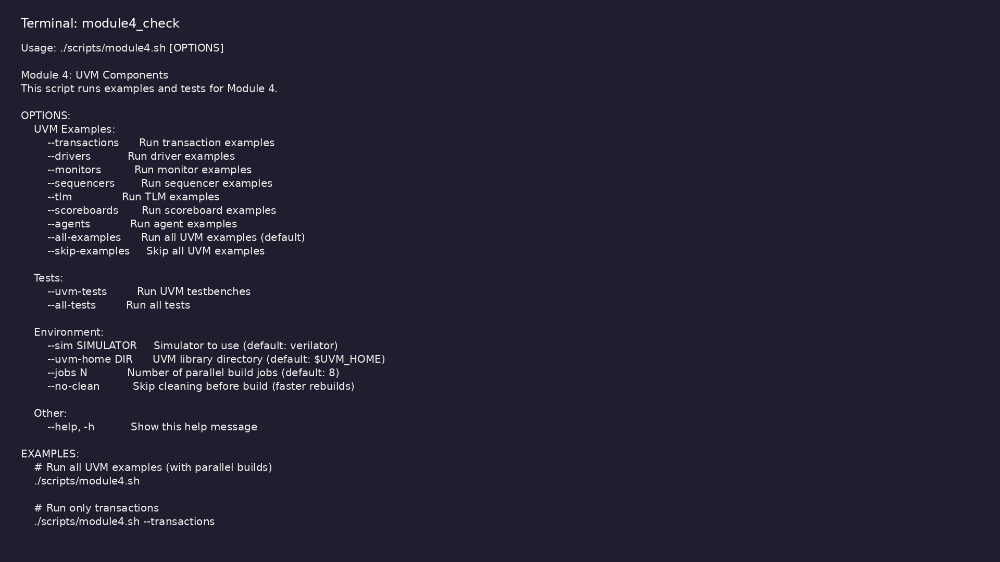 Terminal: module4_check
Usage: ./scripts/module4.sh [OPTIONS]
Module 4: UVM Components
This script runs examples and tests for Module 4.
OPTIONS:
UVM Examples:
--transactions Run transaction examples
--drivers Run driver examples
--monitors Run monitor examples
--sequencers Run sequencer examples
--tlm Run TLM examples
--scoreboards Run scoreboard examples
--agents Run agent examples
--all-examples Run all UVM examples (default)
--skip-examples Skip all UVM examples
Tests:
--uvm-tests Run UVM testbenches
--all-tests Run all tests
Environment:
--sim SIMULATOR Simulator to use (default: verilator)
--uvm-home DIR UVM library directory (default: $UVM_HOME)
--jobs N Number of parallel build jobs (default: 8)
--no-clean Skip cleaning before build (faster rebuilds)
Other:
--help, -h Show this help message
EXAMPLES:
# Run all UVM examples (with parallel builds)
./scripts/module4.sh
# Run only transactions
./scripts/module4.sh --transactions